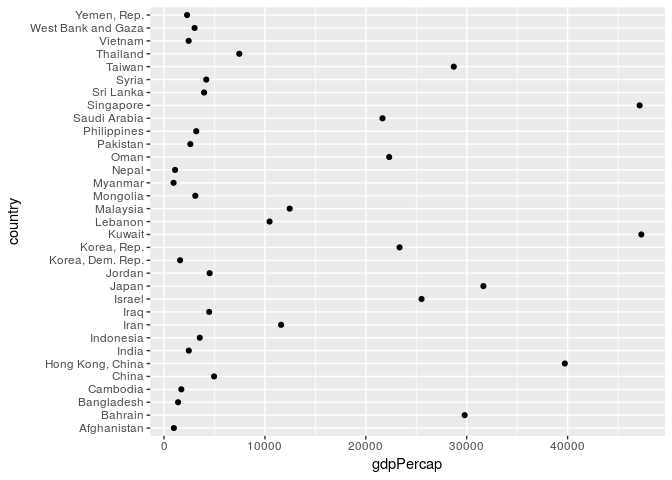 Yemen, Rep.
West Bank and Gaza
Vietnam
Thailand
Taiwan
Syria
Sri Lanka
Singapore
Saudi Arabia
Philippines
Pakistan
Oman
Nepal
Myanmar
Mongolia
Malaysia
Lebanon
Kuwait
Korea, Rep.
Korea, Dem. Rep.
Jordan
Japan
Israel
Iraq
Iran
Indonesia
India
Hong Kong, China
China
Cambodia
Bangladesh
Bahrain
Afghanistan
country
0 10000 20000 30000 40000
gdpPercap